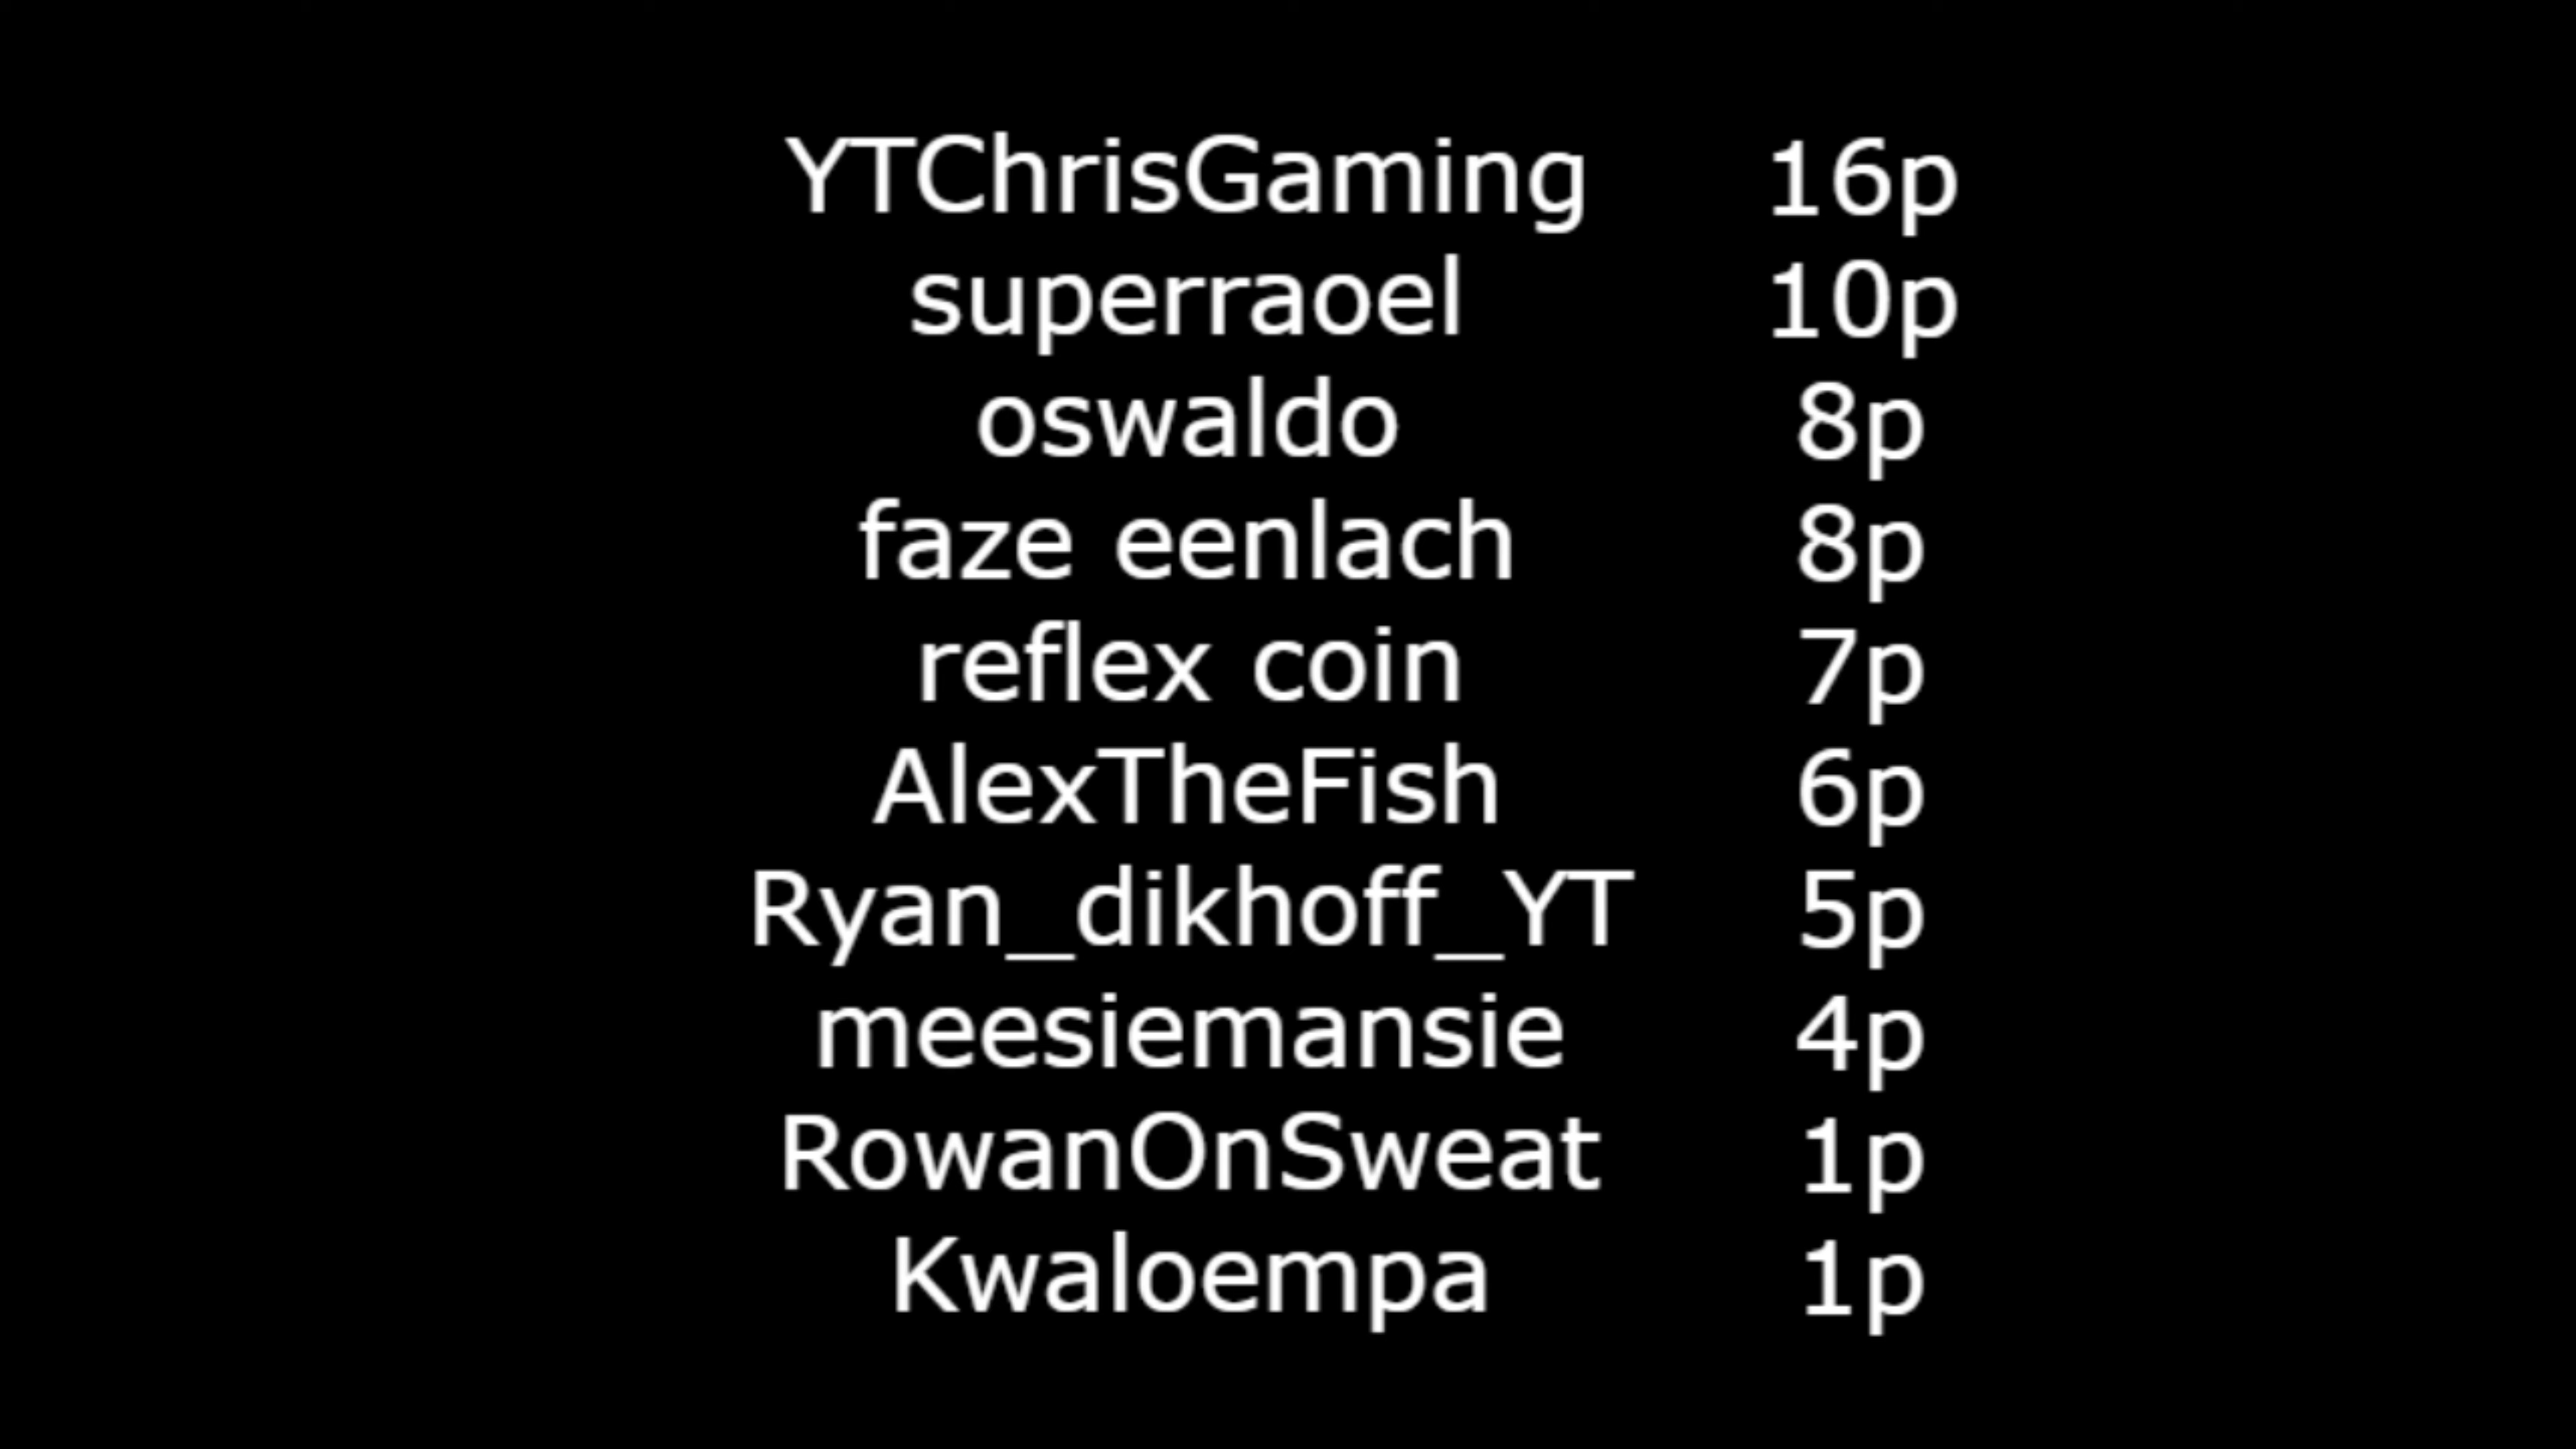 YTChrisGaming 16p
superraoel 10p
oswaldo 8p
faze eenlach 8p
reflex coin 7p
AlexTheFish 6p
Ryan_dikhoff_YT 5p
meesiemansie 4p
RowanOnSweat 1p
Kwaloempa 1p